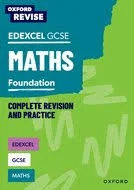 OXFORD
REVISE
EDEXCEL GCSE
MATHS
Foundation
COMPLETE REVISION
AND PRACTICE
EDEXCEL
GCSE
MATHS
OXFORD